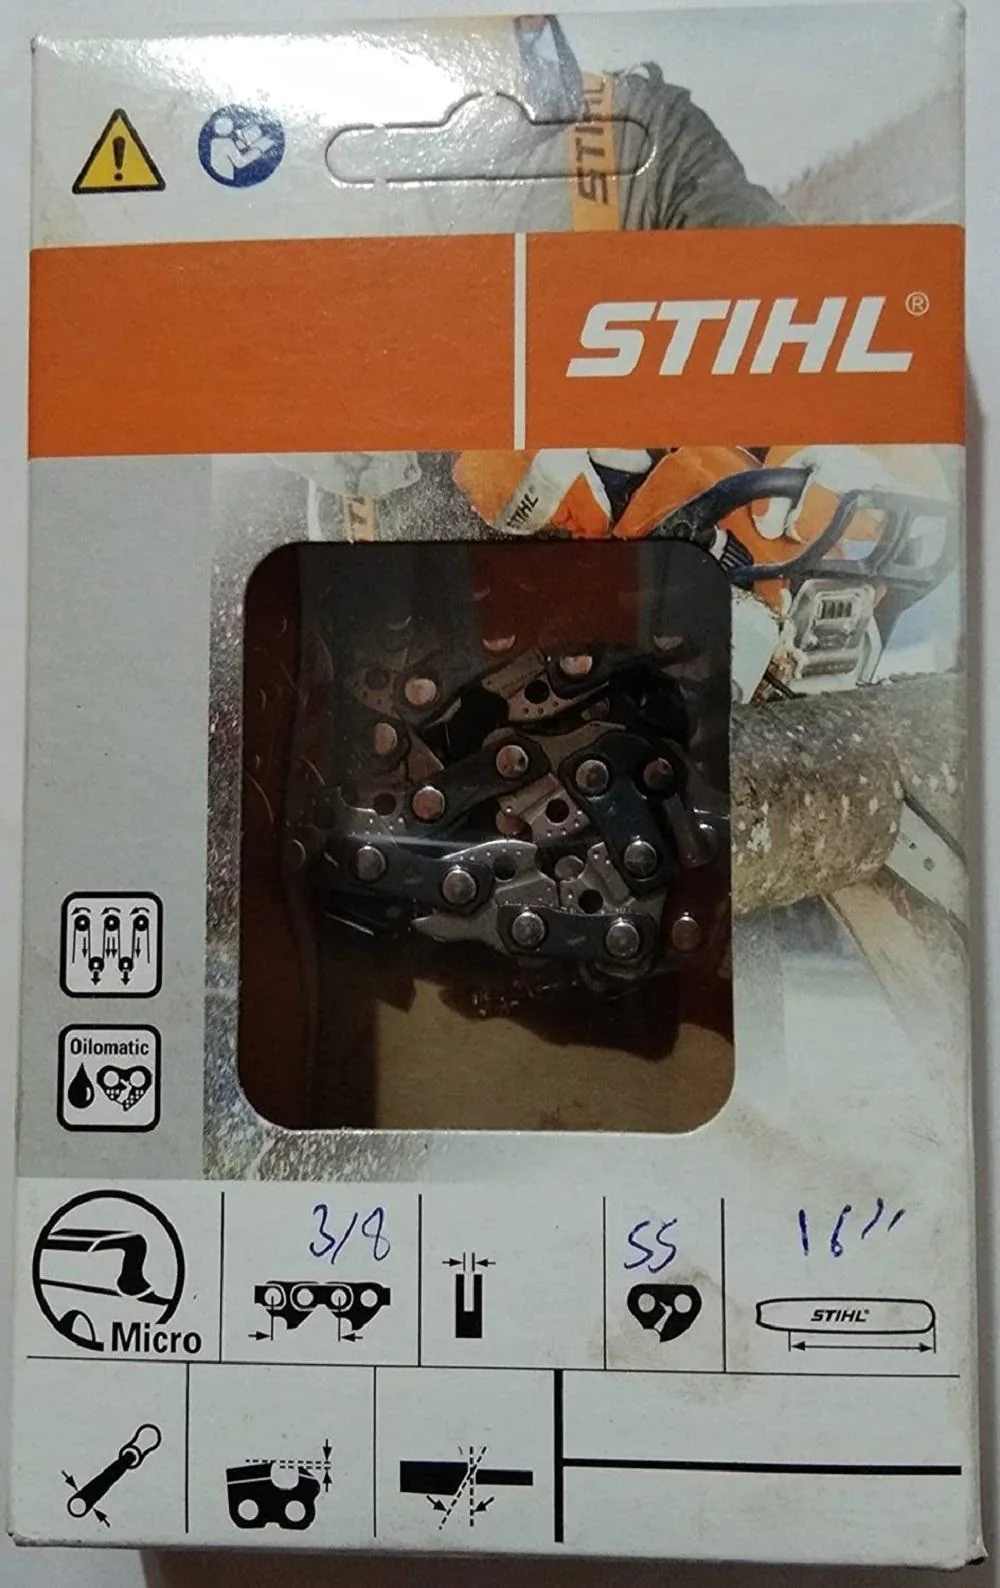 STIHL
STIHL®
STIHL®
Oilomatic
3/8
55
16"
STIHL®
Micro